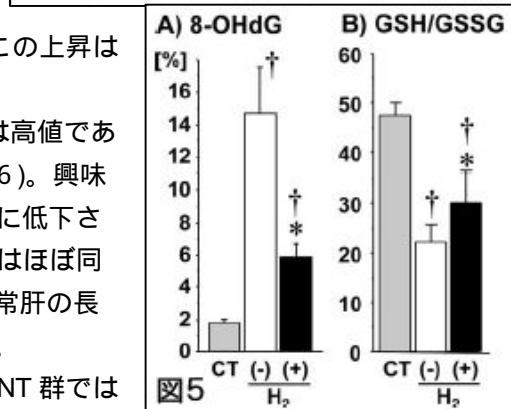 この上昇は
は高値であ
6)。興味
に低下さ
はほぼ同
常肝の長
NT 群では
A) 8-OHdG
[%]
16
14
12
10
8
6
4
2
0
†
†
*
CT (-) (+)
H2
図5
B) GSH/GSSG
60
50
40
30
20
10
0
†
†
*
CT (-) (+)
H2